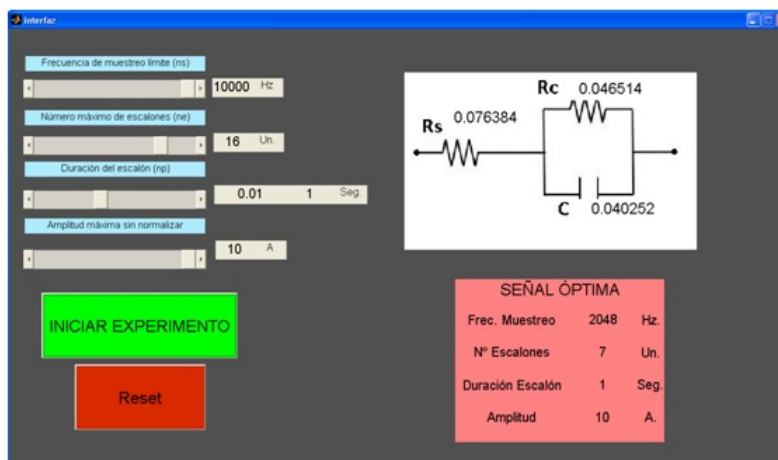 interfaz
Frecuencia de muestreo límite (ns)
10000 Hz
Número máximo de escalones (ne)
16 Un.
Duración del escalón (np)
0.01 1 Seg.
Amplitud máxima sin normalizar
10 A
INICIAR EXPERIMENTO
Reset
Rc 0.046514
Rs 0.076384
C 0.040252
SEÑAL ÓPTIMA
Frec. Muestreo 2048 Hz.
Nº Escalones 7 Un.
Duración Escalón 1 Seg.
Amplitud 10 A.